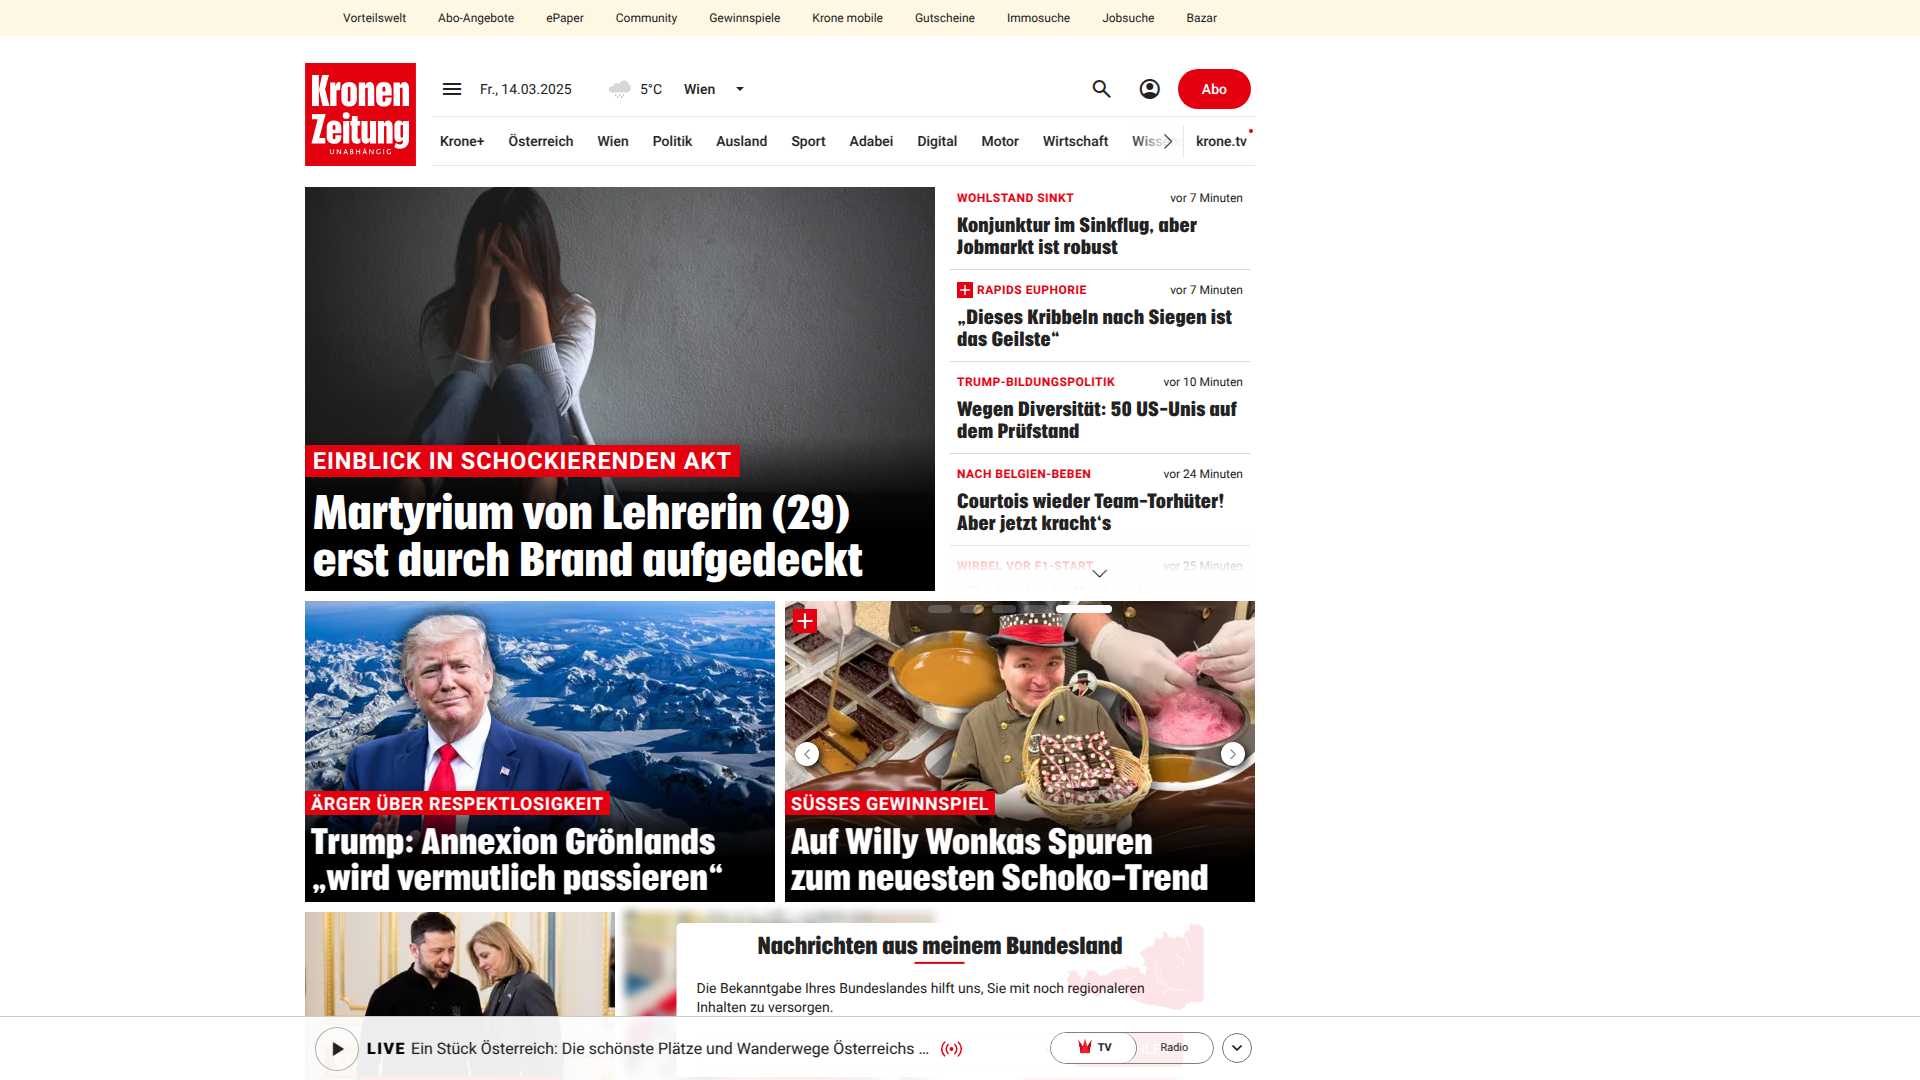 Vorteilswelt Abo-Angebote ePaper Community Gewinnspiele Krone mobile Gutscheine Immosuche Jobsuche Bazar
Kronen
Zeitung
UNABHÄNGIG
Fr., 14.03.2025 5°C Wien
Abo
Krone+ Österreich Wien Politik Ausland Sport Adabei Digital Motor Wirtschaft Wiss krone.tv
EINBLICK IN SCHOCKIERENDEN AKT
Martyrium von Lehrerin (29)
erst durch Brand aufgedeckt
WOHLSTAND SINKT vor 7 Minuten
Konjunktur im Sinkflug, aber
Jobmarkt ist robust
RAPIDS EUPHORIE vor 7 Minuten
„Dieses Kribbeln nach Siegen ist
das Geilste“
TRUMP-BILDUNGSPOLITIK vor 10 Minuten
Wegen Diversität: 50 US-Unis auf
dem Prüfstand
NACH BELGIEN-BEBEN vor 24 Minuten
Courtois wieder Team-Torhüter!
Aber jetzt kracht‘s
WIRBEL VOR F1-START vor 25 Minuten
ÄRGER ÜBER RESPEKTLOSIGKEIT
Trump: Annexion Grönlands
„wird vermutlich passieren“
SÜSSES GEWINNSPIEL
Auf Willy Wonkas Spuren
zum neuesten Schoko-Trend
Nachrichten aus meinem Bundesland
Die Bekanntgabe Ihres Bundeslandes hilft uns, Sie mit noch regionaleren
Inhalten zu versorgen.
LIVE Ein Stück Österreich: Die schönste Plätze und Wanderwege Österreichs ...
TV Radio